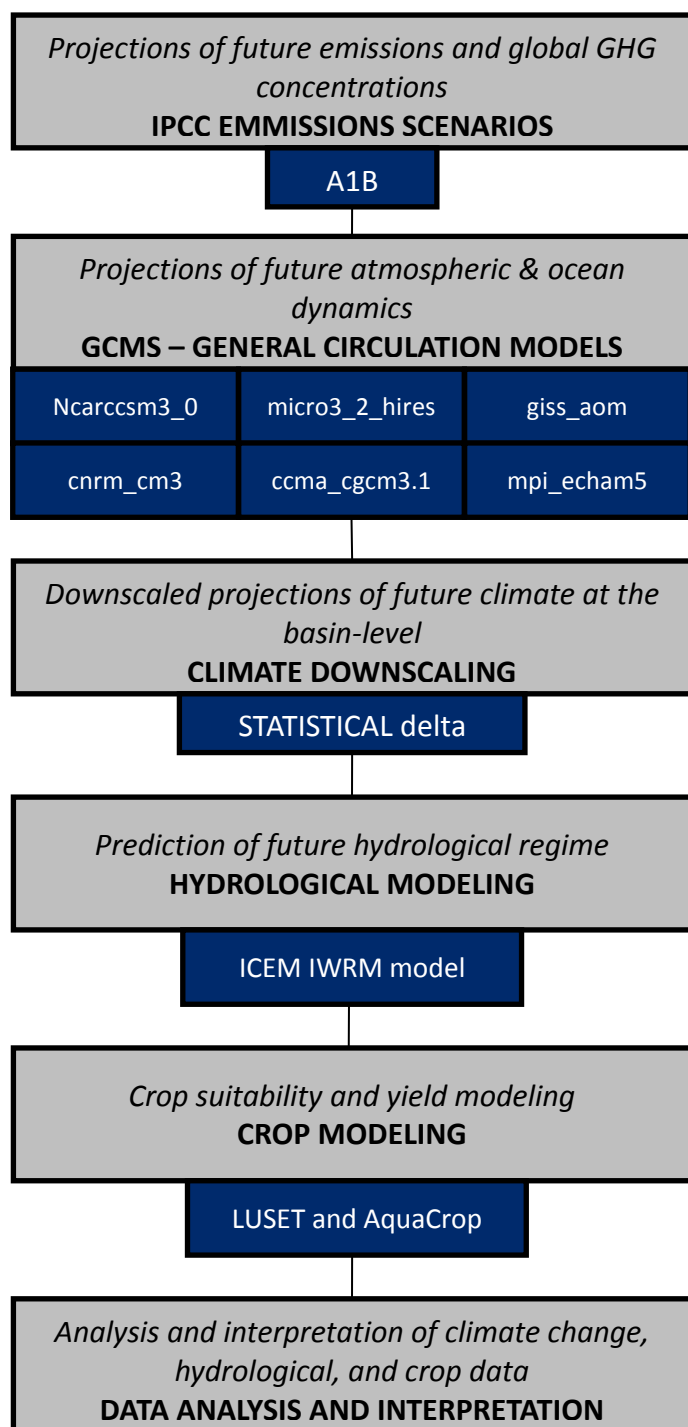 Projections of future emissions and global GHG
concentrations
IPCC EMMISSIONS SCENARIOS
A1B
Projections of future atmospheric & ocean
dynamics
GCMS – GENERAL CIRCULATION MODELS
Ncarccsm3_0 micro3_2_hires giss_aom
cnrm_cm3 ccma_cgcm3.1 mpi_echam5
Downscaled projections of future climate at the
basin-level
CLIMATE DOWNSCALING
STATISTICAL delta
Prediction of future hydrological regime
HYDROLOGICAL MODELING
ICEM IWRM model
Crop suitability and yield modeling
CROP MODELING
LUSET and AquaCrop
Analysis and interpretation of climate change,
hydrological, and crop data
DATA ANALYSIS AND INTERPRETATION